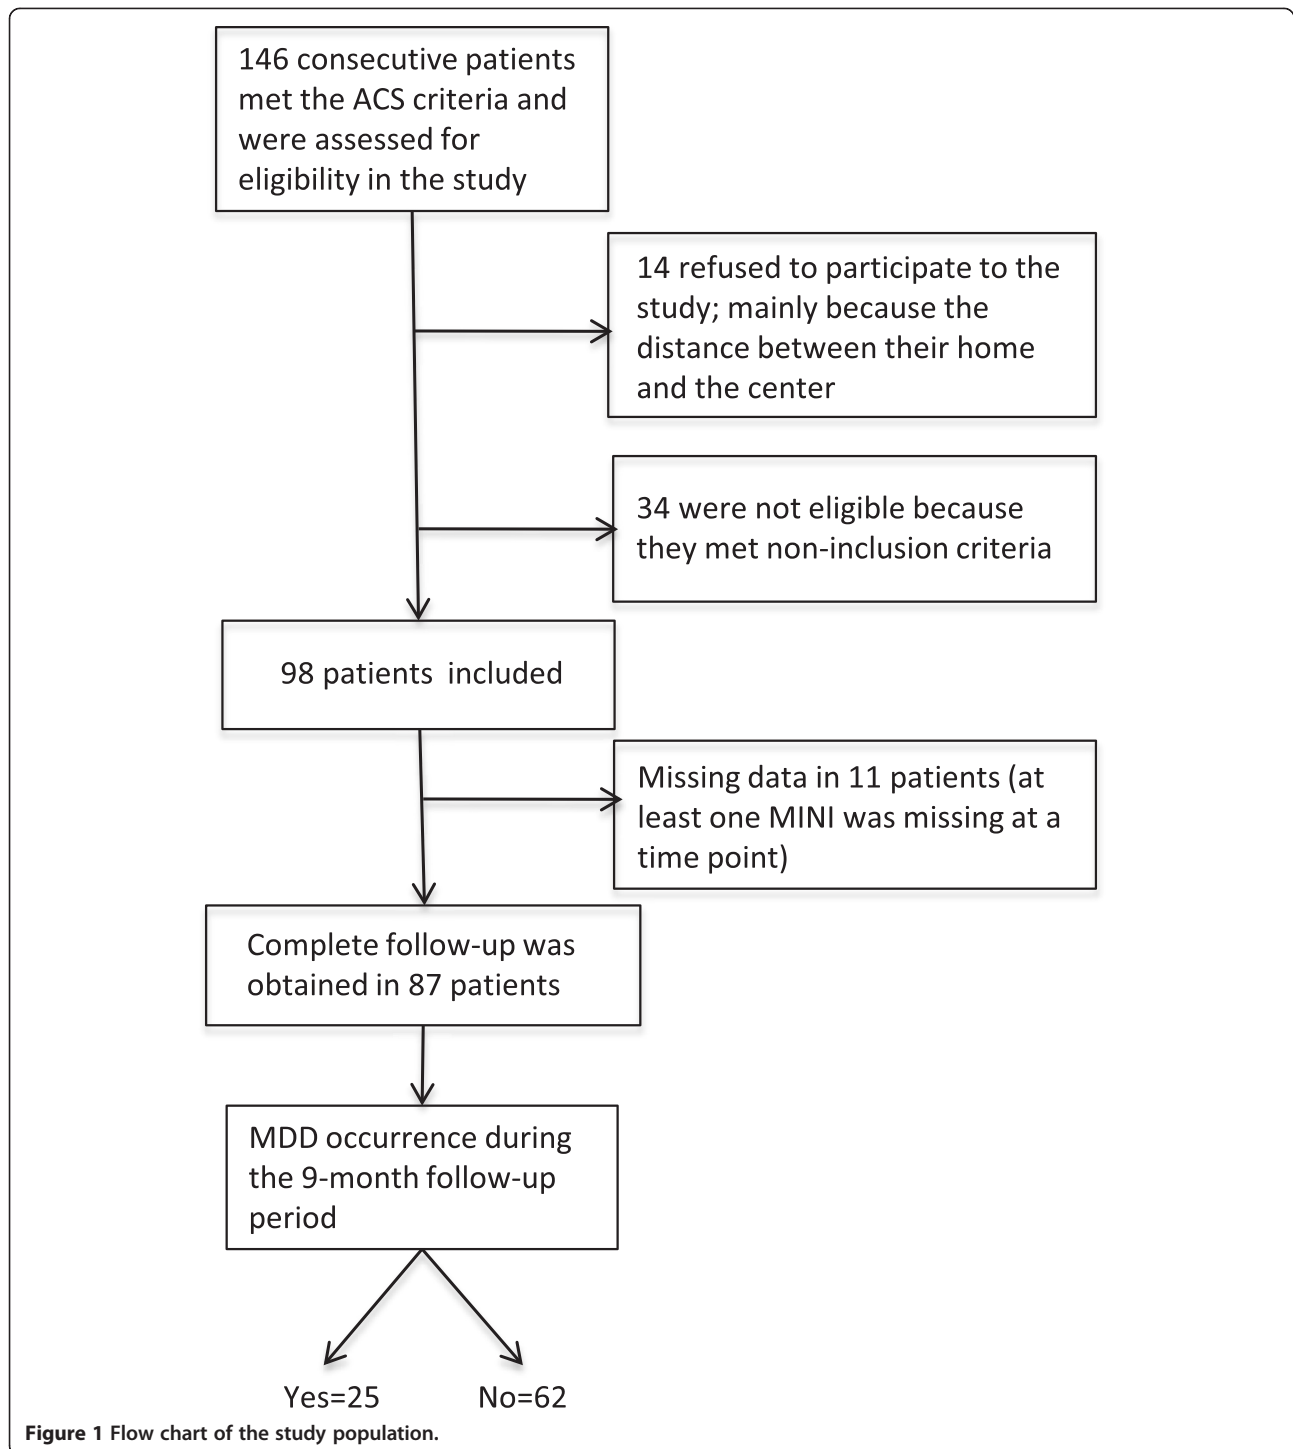 146 consecutive patients
met the ACS criteria and
were assessed for
eligibility in the study
14 refused to participate to the
study; mainly because the
distance between their home
and the center
34 were not eligible because
they met non-inclusion criteria
98 patients included
Missing data in 11 patients (at
least one MINI was missing at a
time point)
Complete follow-up was
obtained in 87 patients
MDD occurrence during
the 9-month follow-up
period
Yes=25
No=62
Figure 1 Flow chart of the study population.